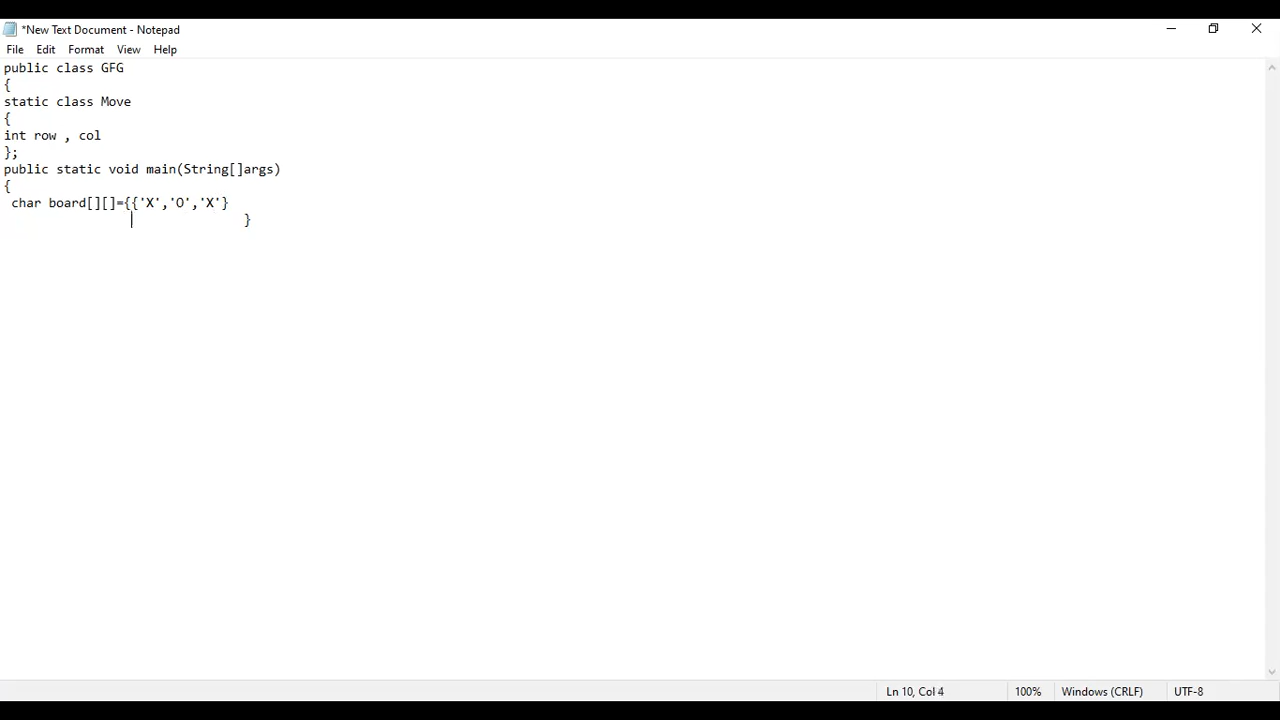 *New Text Document - Notepad
File Edit Format View Help
public class GFG
{
static class Move
{
int row , col
};
public static void main(String[]args)
{
char board[][]={{'X','O','X'}
}
Ln 10, Col 4 100% Windows (CRLF) UTF-8